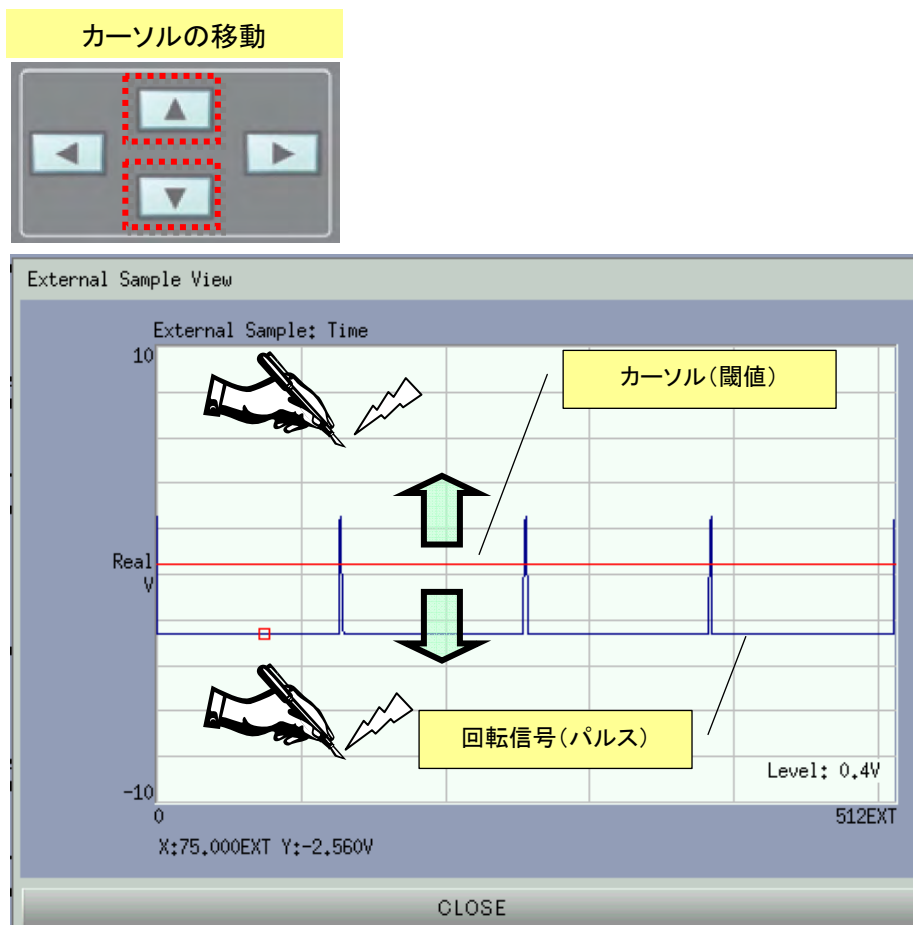 カーソルの移動
External Sample View
External Sample: Time
10
カーソル(閾値)
Real
V
回転信号(パルス)
Level: 0.4V
-10
0
512EXT
X:75.000EXT Y:-2.560V
CLOSE